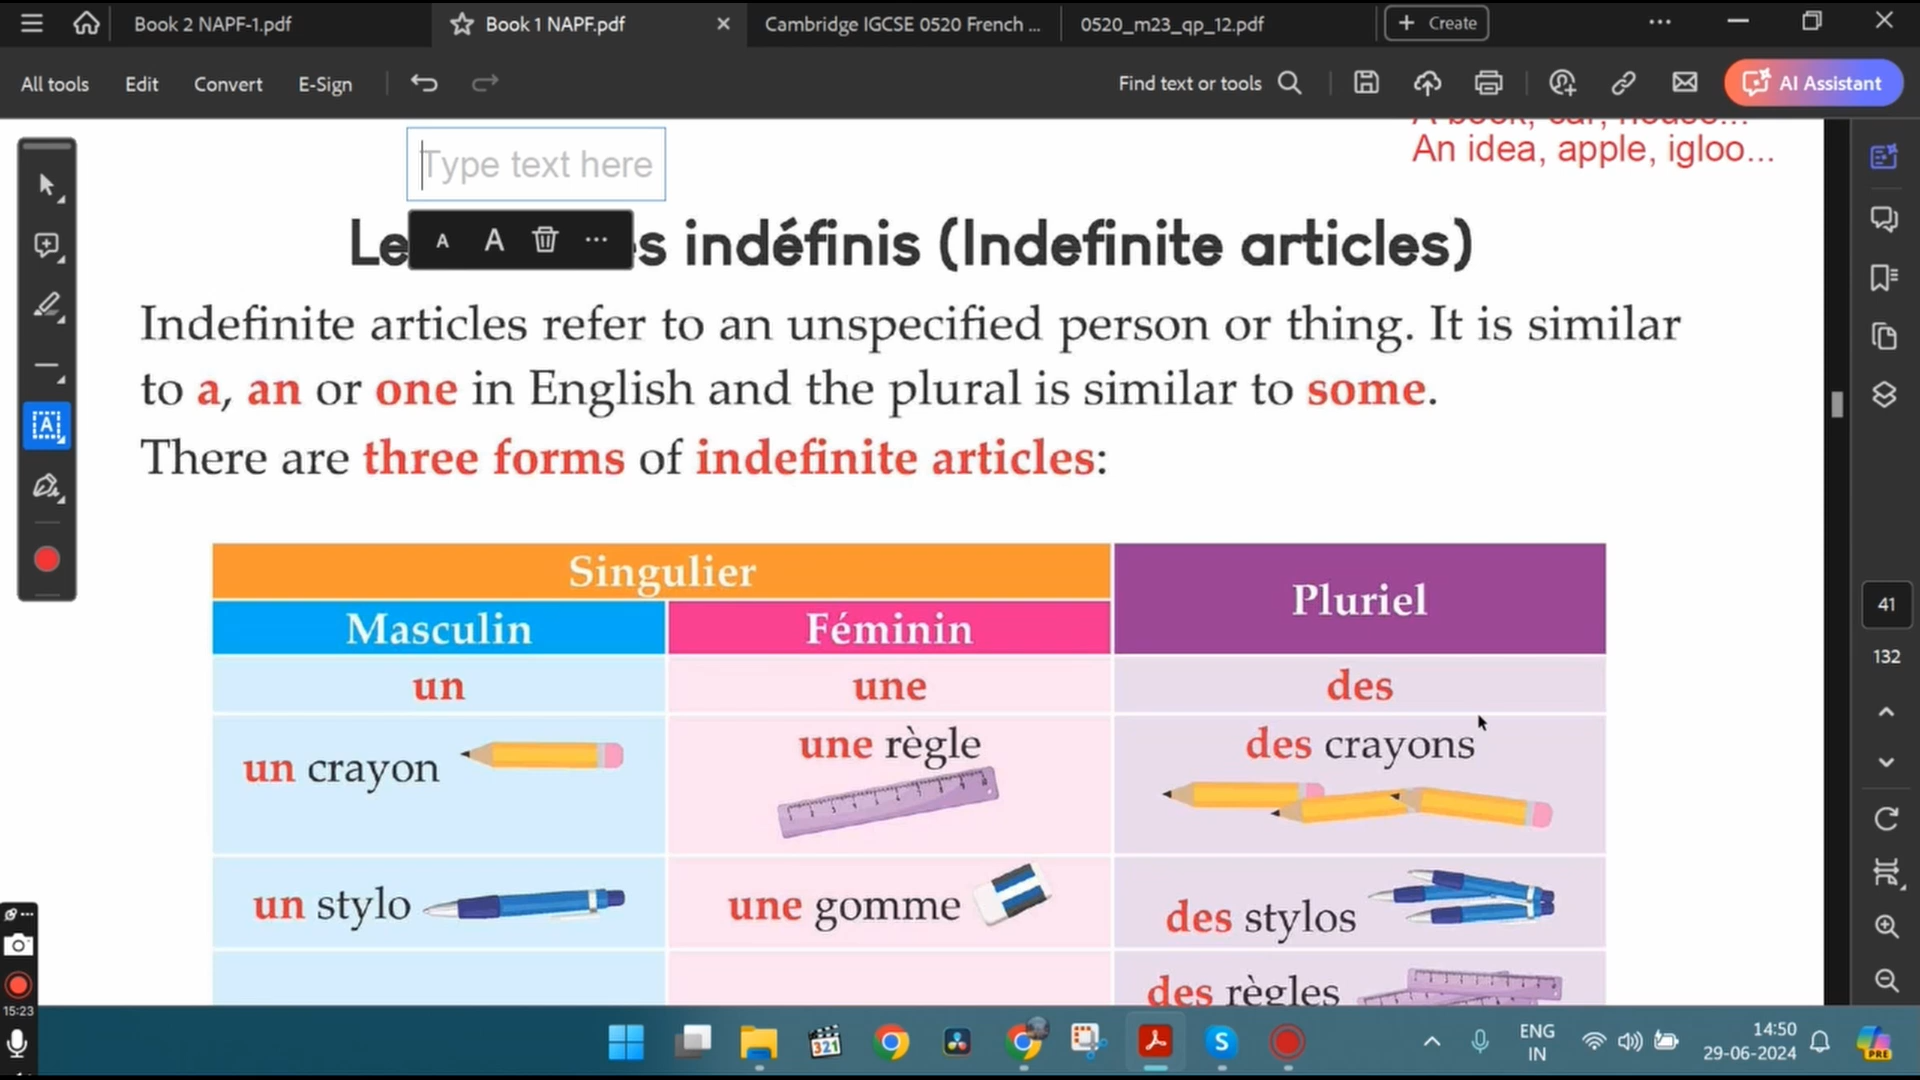 Book 2 NAPF-1.pdf
Book 1 NAPF.pdf
Cambridge IGCSE 0520 French ...
0520_m23_qp_12.pdf
+ Create
All tools
Edit
Convert
E-Sign
Find text or tools
AI Assistant
A book, car, house...
An idea, apple, igloo...
Type text here
Le
s indéfinis (Indefinite articles)
Indefinite articles refer to an unspecified person or thing. It is similar
to a, an or one in English and the plural is similar to some.
There are three forms of indefinite articles:
Singulier
Pluriel
Masculin
Féminin
un
une
des
un crayon
une règle
des crayons
un stylo
une gomme
des stylos
des règles
41
132
15:23
321
ENG
IN
14:50
29-06-2024
PRE